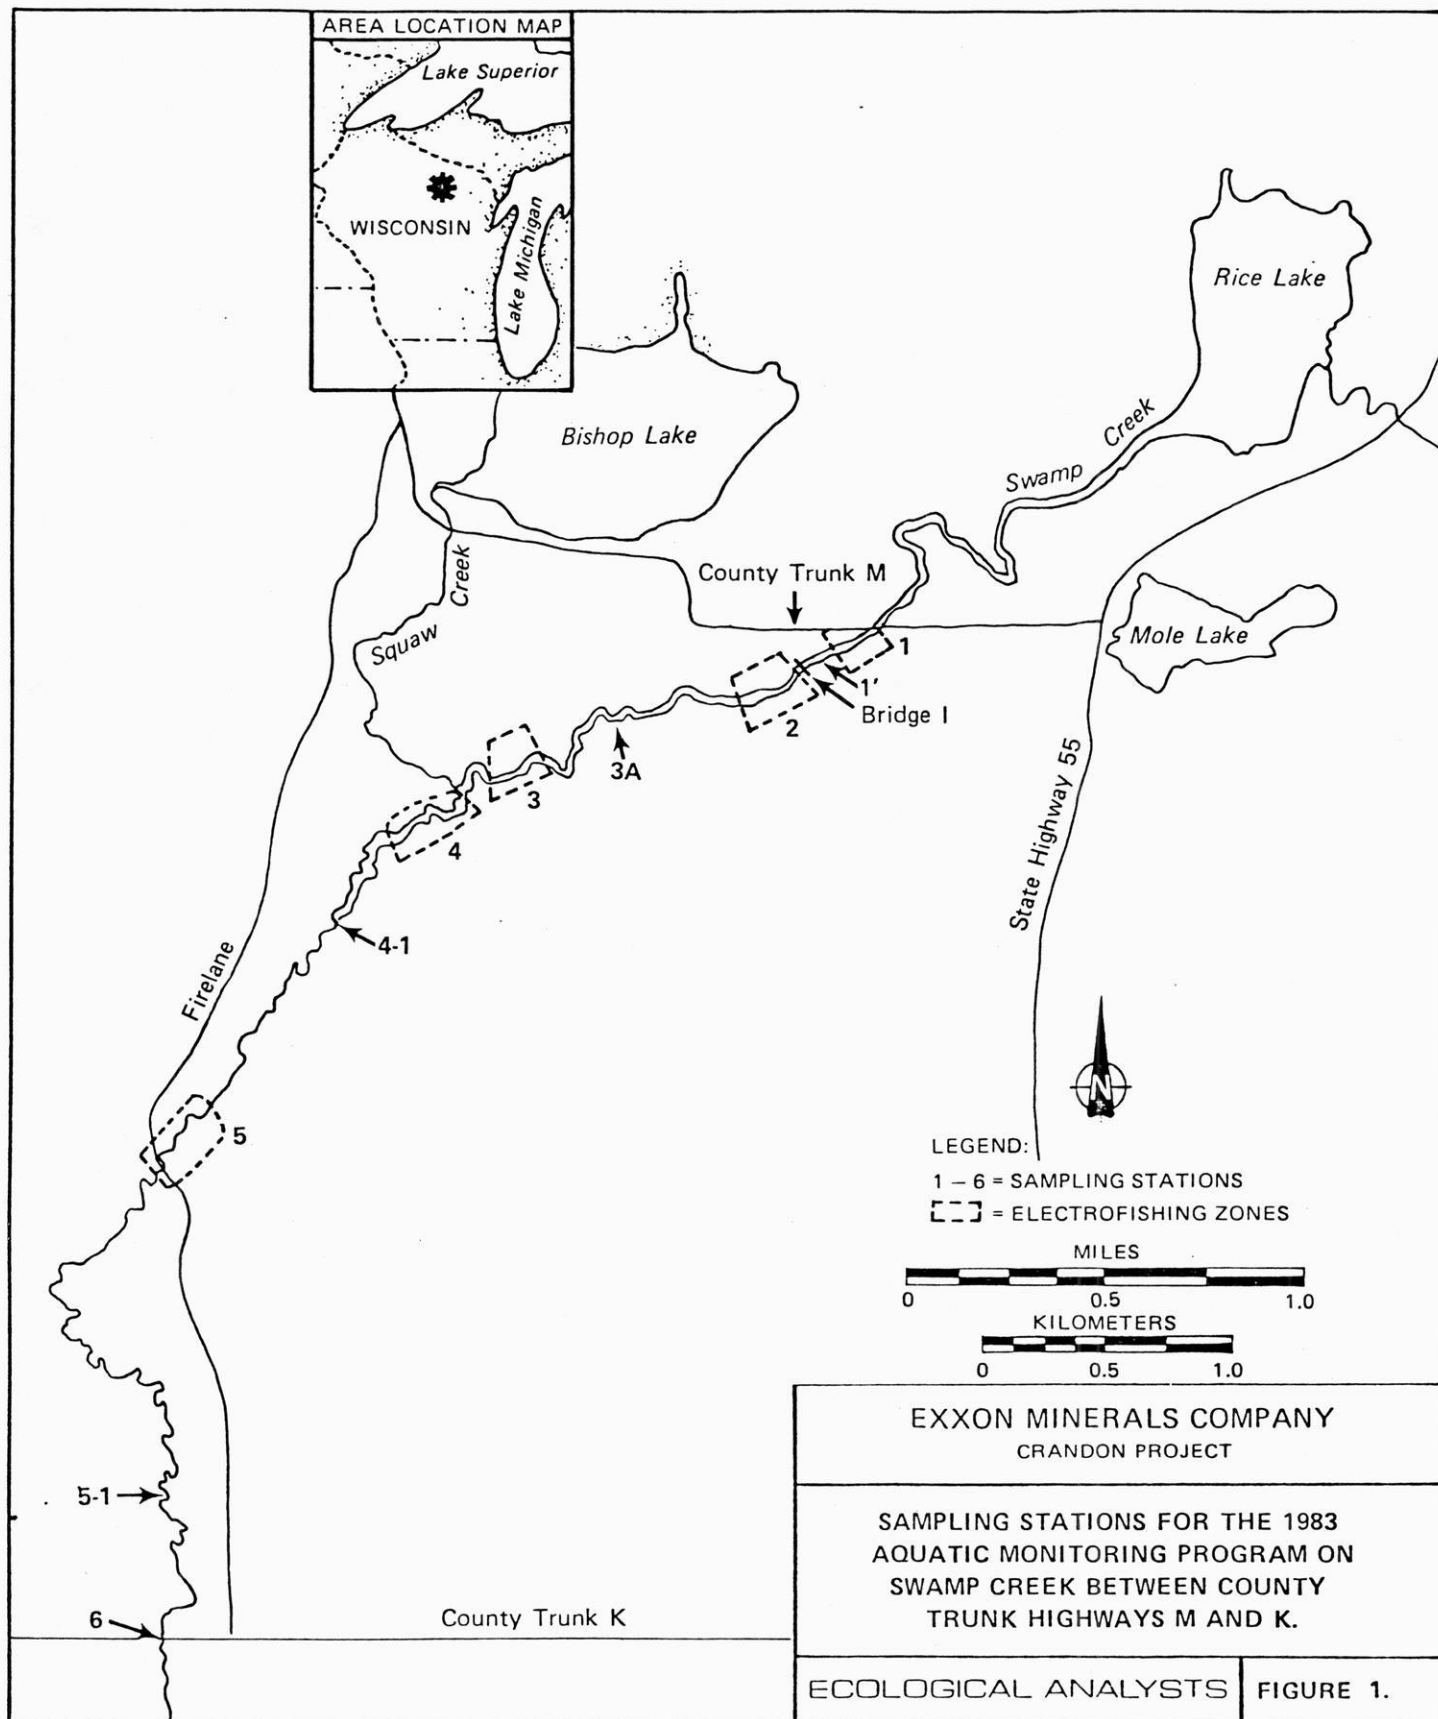 AREA LOCATION MAP
Lake Superior
WISCONSIN
Lake Michigan
Rice Lake
Bishop Lake
Swamp Creek
Squaw Creek
County Trunk M
Mole Lake
1
1'
Bridge I
2
3A
3
4
4-1
State Highway 55
Firelane
5
N
LEGEND:
1 – 6 = SAMPLING STATIONS
= ELECTROFISHING ZONES
MILES
0 0.5 1.0
KILOMETERS
0 0.5 1.0
5-1
6
County Trunk K
EXXON MINERALS COMPANY
CRANDON PROJECT
SAMPLING STATIONS FOR THE 1983
AQUATIC MONITORING PROGRAM ON
SWAMP CREEK BETWEEN COUNTY
TRUNK HIGHWAYS M AND K.
ECOLOGICAL ANALYSTS
FIGURE 1.